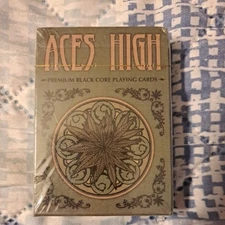 ACES HIGH
PREMIUM BLACK CORE PLAYING CARDS